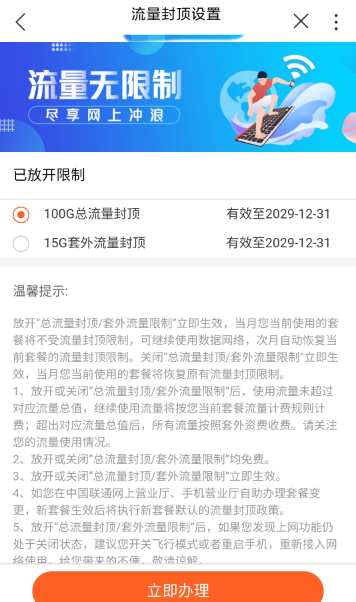 流量封顶设置
流量无限制
尽享网上冲浪
已放开限制
100G总流量封顶 有效至2029-12-31
15G套外流量封顶 有效至2029-12-31
温馨提示:
放开“总流量封顶/套外流量限制”立即生效，当月您当前使用的套
餐将不受流量封顶限制，可继续使用数据网络，次月自动恢复当
前套餐的流量封顶限制。关闭“总流量封顶/套外流量限制”立即生
效，当月您当前使用的套餐将恢复原有流量封顶限制。
1、放开或关闭“总流量封顶/套外流量限制”后，使用流量未超过
对应流量总值，继续使用流量将按您当前套餐流量计费规则计
费；超出对应流量总值后，所有流量按照套外资费收费。请关注
您的流量使用情况。
2、放开或关闭“总流量封顶/套外流量限制”均免费。
3、放开或关闭“总流量封顶/套外流量限制”立即生效。
4、如您在中国联通网上营业厅、手机营业厅自助办理套餐变
更，新套餐生效后将执行新套餐默认的流量封顶政策。
5、放开“总流量封顶/套外流量限制”后，如果您发现上网功能仍
处于关闭状态，建议您开关飞行模式或者重启手机，重新接入网
络使用。给您带来的不便，敬请谅解。
立即办理